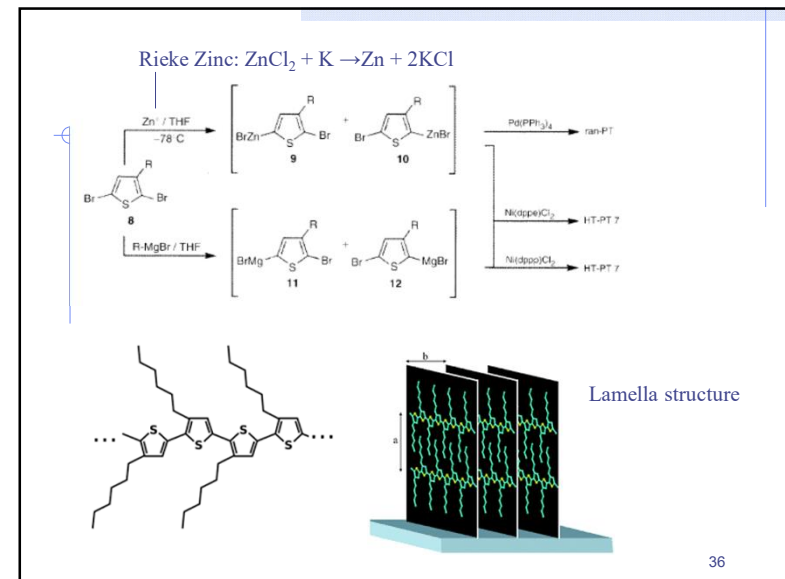 Rieke Zinc: ZnCl₂ + K →Zn + 2KCl
Zn* / THF
−78 C
R
BrZn
S
Br
9
+
R
Br
S
ZnBr
10
Pd(PPh₃)₄
ran-PT
R
Br
S
Br
8
Ni(dppe)Cl₂
HT-PT 7
R-MgBr / THF
R
BrMg
S
Br
11
+
R
Br
S
MgBr
12
Ni(dppp)Cl₂
HT-PT 7
S
S
S
S
b
a
Lamella structure
36